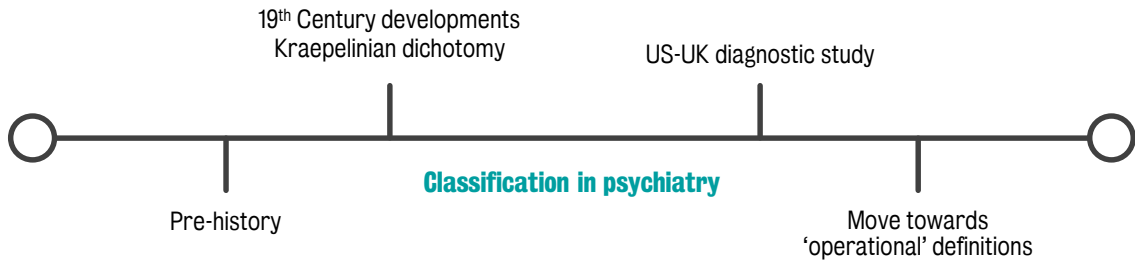 19th Century developments
Kraepelinian dichotomy
US-UK diagnostic study
Classification in psychiatry
Pre-history
Move towards
‘operational’ definitions